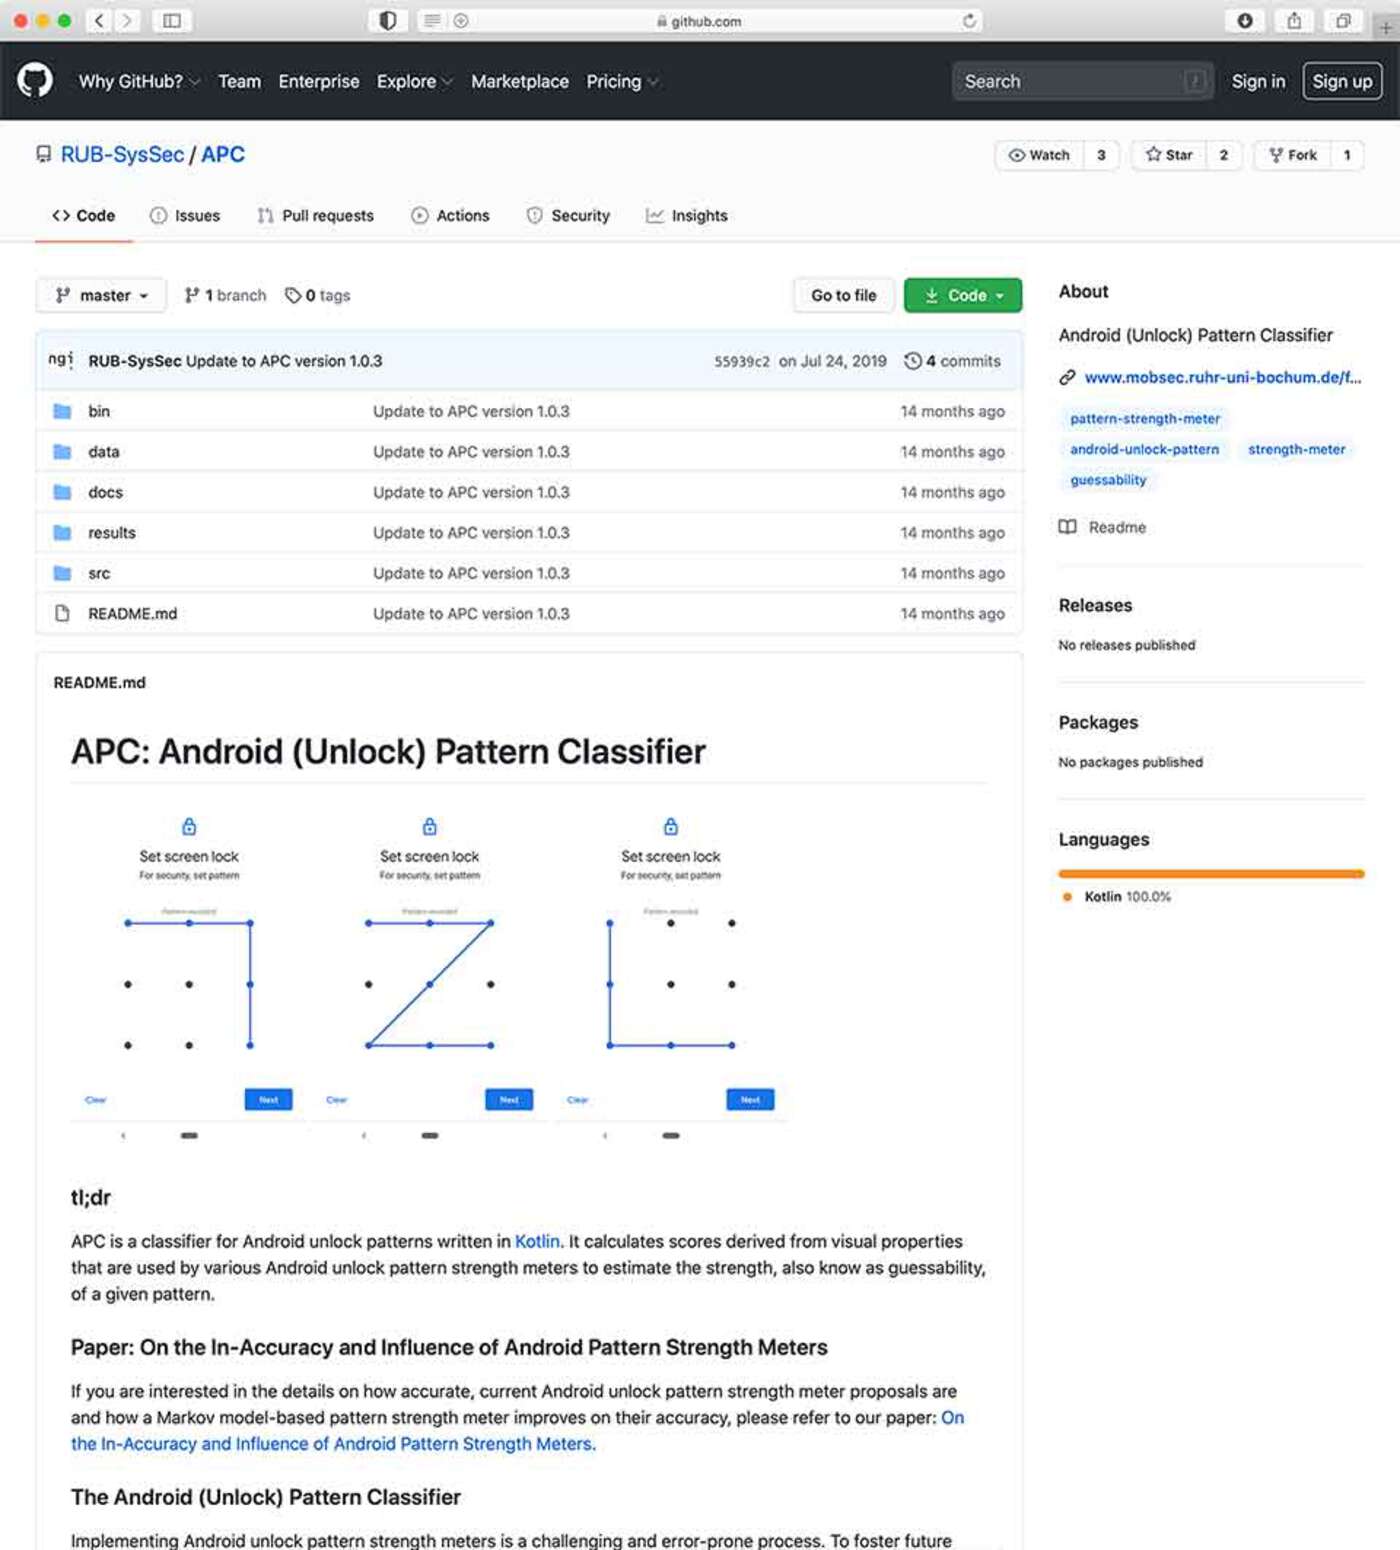 github.com
Why GitHub? Team Enterprise Explore Marketplace Pricing Search / Sign in Sign up
RUB-SysSec / APC Watch 3 Star 2 Fork 1
Code Issues Pull requests Actions Security Insights
master 1 branch 0 tags Go to file Code
RUB-SysSec Update to APC version 1.0.3 55939c2 on Jul 24, 2019 4 commits
bin Update to APC version 1.0.3 14 months ago
data Update to APC version 1.0.3 14 months ago
docs Update to APC version 1.0.3 14 months ago
results Update to APC version 1.0.3 14 months ago
src Update to APC version 1.0.3 14 months ago
README.md Update to APC version 1.0.3 14 months ago
README.md
APC: Android (Unlock) Pattern Classifier
Set screen lock Set screen lock Set screen lock
For security, set pattern For security, set pattern For security, set pattern
Pattern recorded Pattern recorded Pattern recorded
Clear Next Clear Next Clear Next
tl;dr
APC is a classifier for Android unlock patterns written in Kotlin. It calculates scores derived from visual properties
that are used by various Android unlock pattern strength meters to estimate the strength, also know as guessability,
of a given pattern.
Paper: On the In-Accuracy and Influence of Android Pattern Strength Meters
If you are interested in the details on how accurate, current Android unlock pattern strength meter proposals are
and how a Markov model-based pattern strength meter improves on their accuracy, please refer to our paper: On
the In-Accuracy and Influence of Android Pattern Strength Meters.
The Android (Unlock) Pattern Classifier
Implementing Android unlock pattern strength meters is a challenging and error-prone process. To foster future
About
Android (Unlock) Pattern Classifier
www.mobsec.ruhr-uni-bochum.de/f...
pattern-strength-meter
android-unlock-pattern strength-meter
guessability
Readme
Releases
No releases published
Packages
No packages published
Languages
Kotlin 100.0%